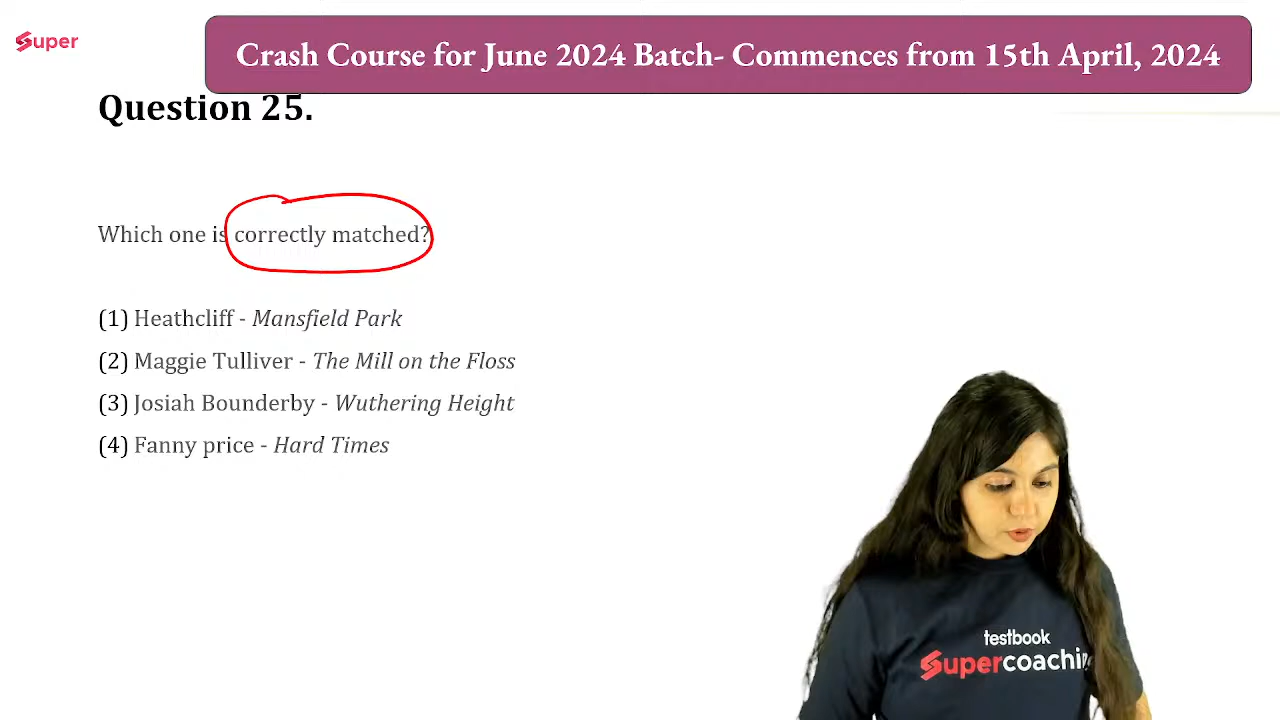 Super
Crash Course for June 2024 Batch- Commences from 15th April, 2024
Question 25.
Which one is correctly matched?
(1) Heathcliff - Mansfield Park
(2) Maggie Tulliver - The Mill on the Floss
(3) Josiah Bounderby - Wuthering Height
(4) Fanny price - Hard Times
testbook
Supercoachin